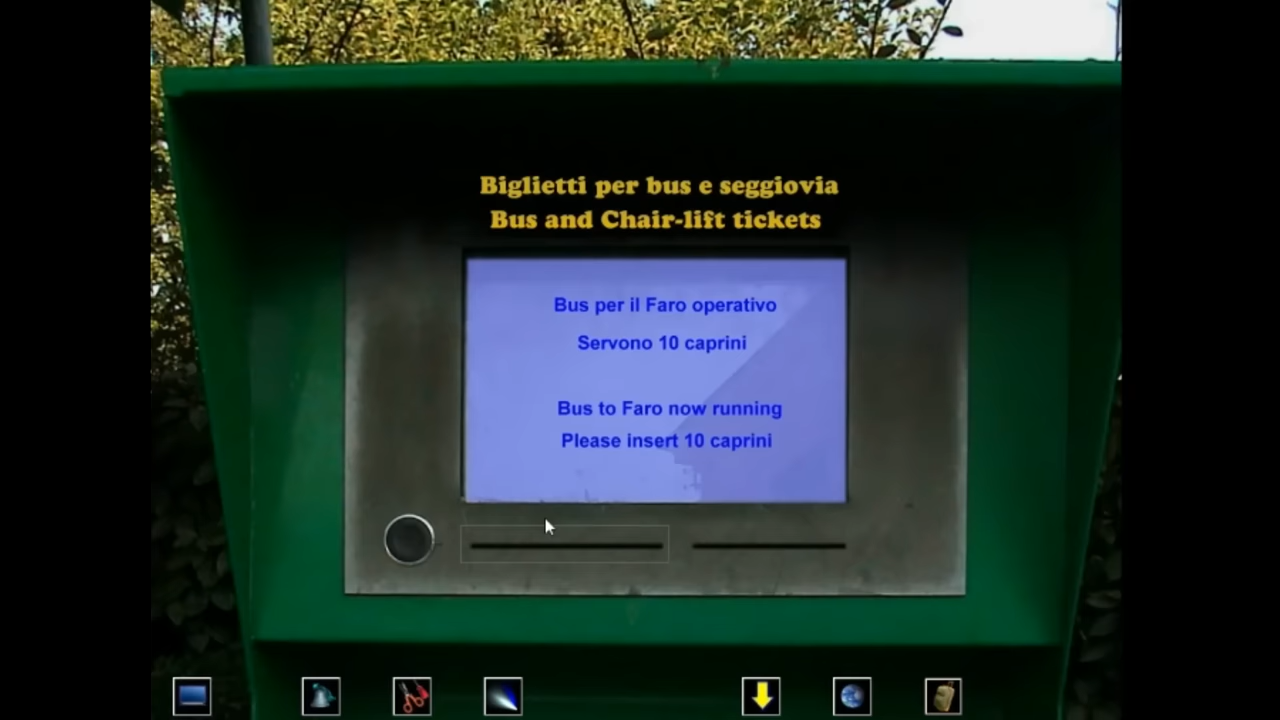 Biglietti per bus e seggiovia
Bus and Chair-lift tickets
Bus per il Faro operativo
Servono 10 caprini
Bus to Faro now running
Please insert 10 caprini